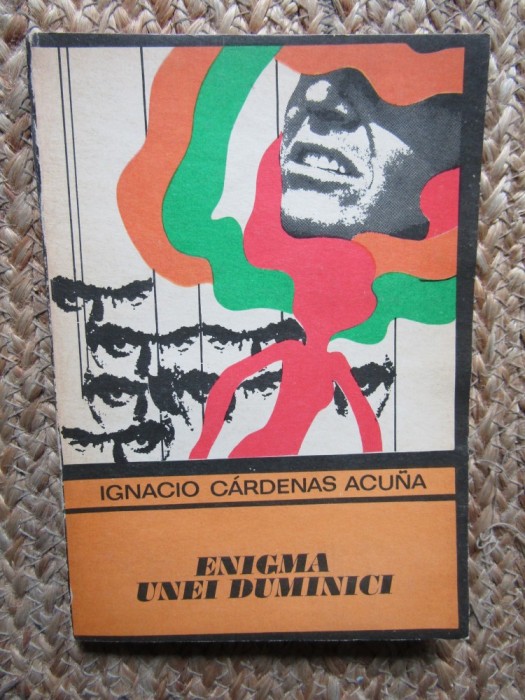 IGNACIO CÁRDENAS ACUÑA
ENIGMA
UNEI DUMINICI